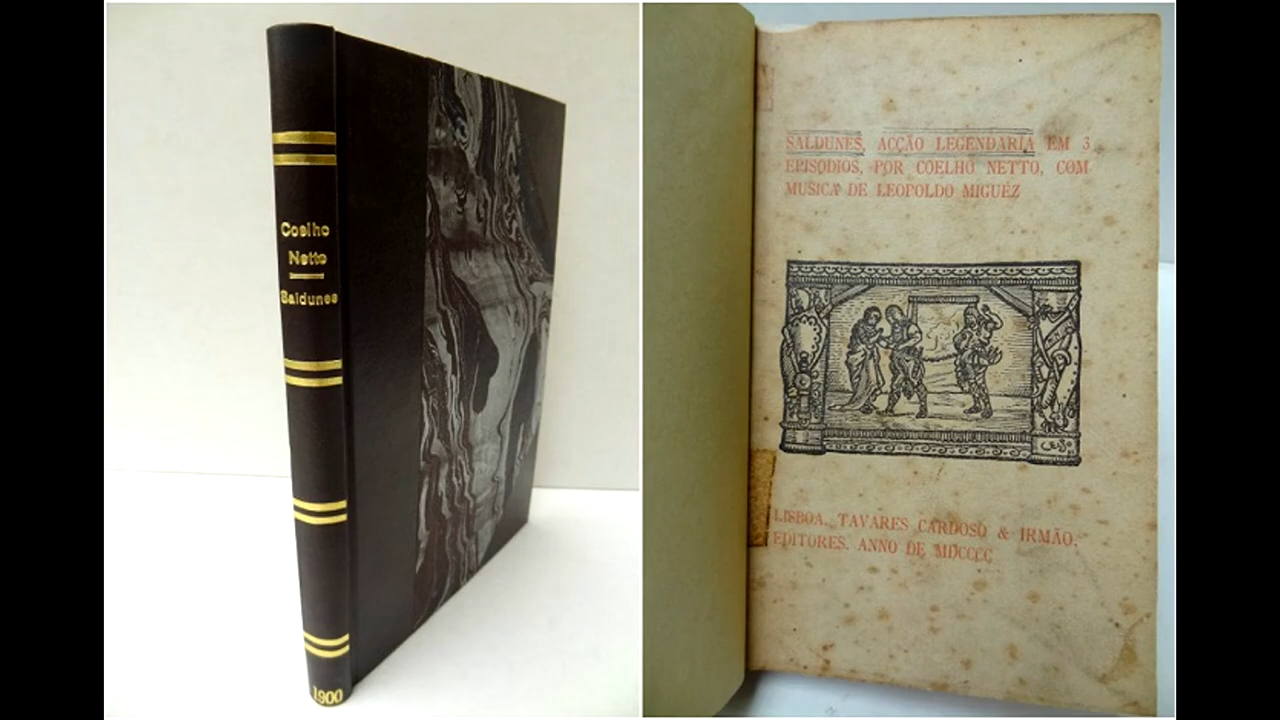 Coelho
Netto
Saldunes
1900
SALDUNES, ACÇÃO LEGENDARIA EM 3
EPISODIOS, POR COELHO NETTO, COM
MUSICA DE LEOPOLDO MIGUÉZ
LISBOA. TAVARES CARDOSO & IRMÃO,
EDITORES. ANNO DE MDCCCC